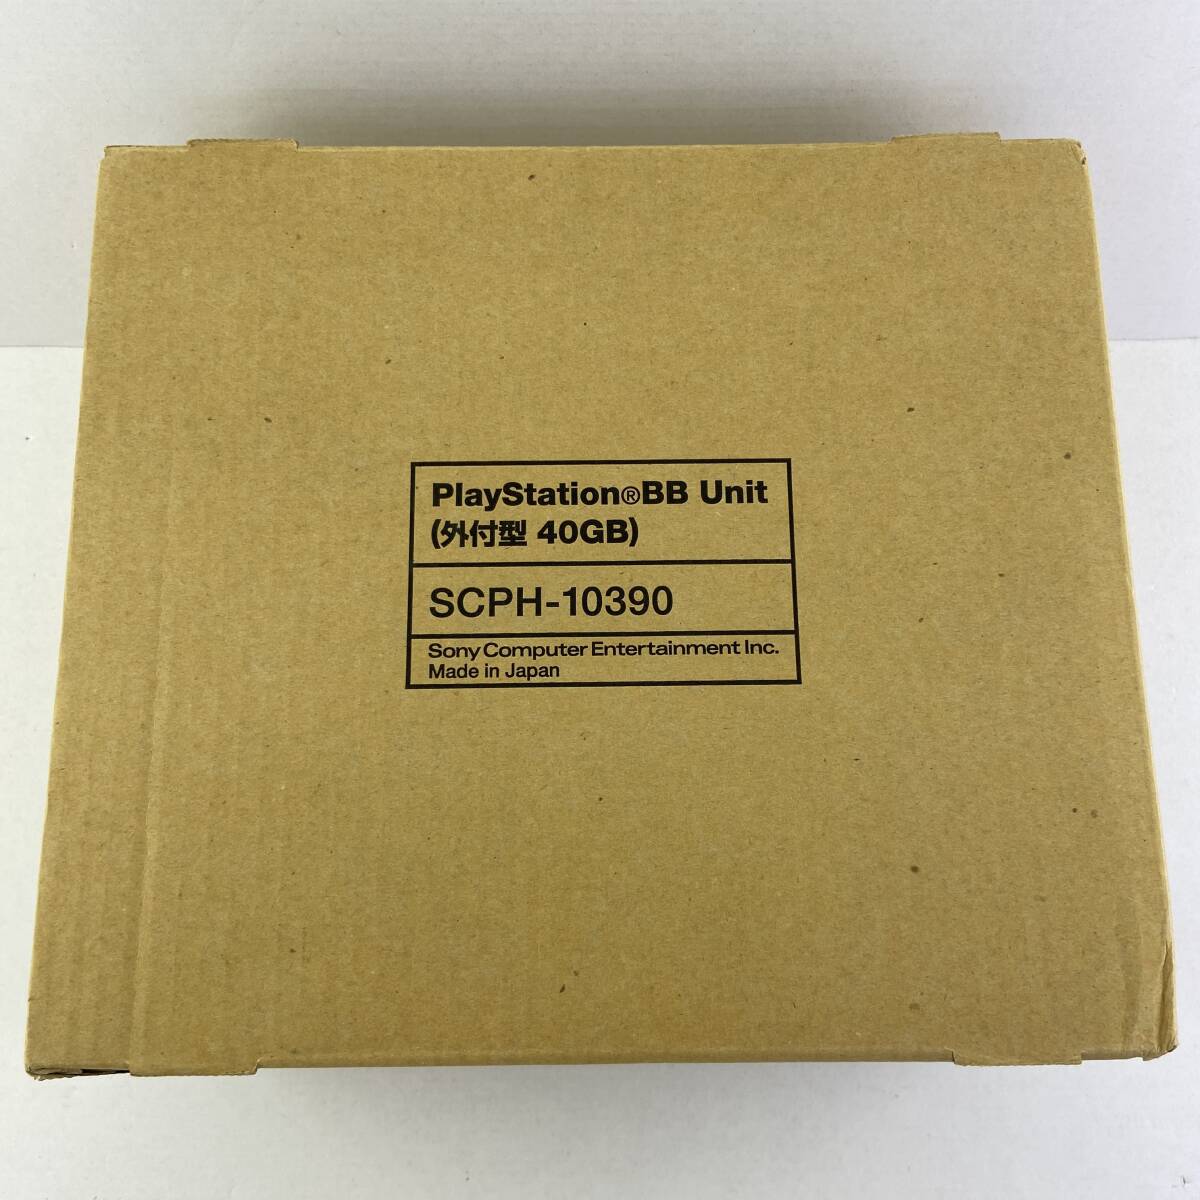 PlayStation®BB Unit
(外付型 40GB)
SCPH-10390
Sony Computer Entertainment Inc.
Made in Japan